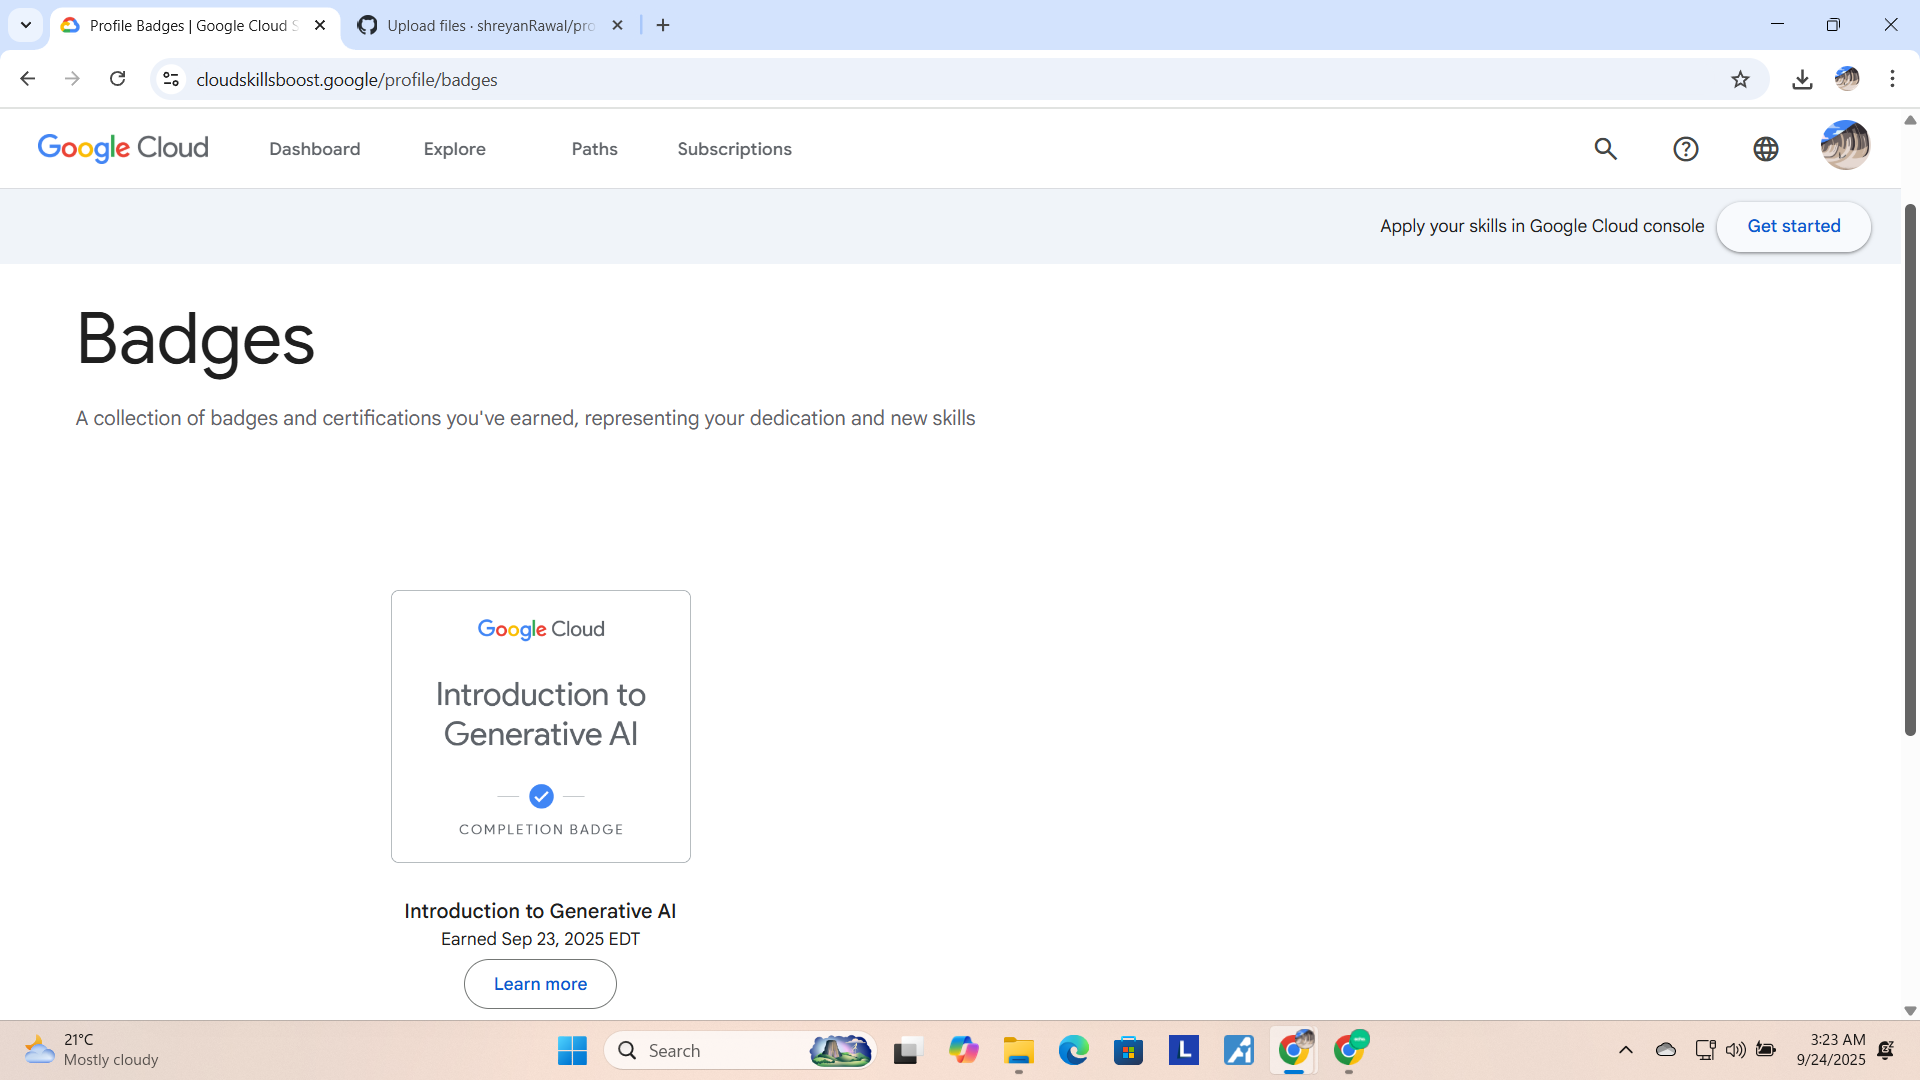 Profile Badges | Google Cloud S
Upload files · shreyanRawal/pro
cloudskillsboost.google/profile/badges
Google Cloud
Dashboard
Explore
Paths
Subscriptions
Apply your skills in Google Cloud console
Get started
Badges
A collection of badges and certifications you've earned, representing your dedication and new skills
Google Cloud
Introduction to
Generative AI
COMPLETION BADGE
Introduction to Generative AI
Earned Sep 23, 2025 EDT
Learn more
21°C
Mostly cloudy
Search
L
3:23 AM
9/24/2025